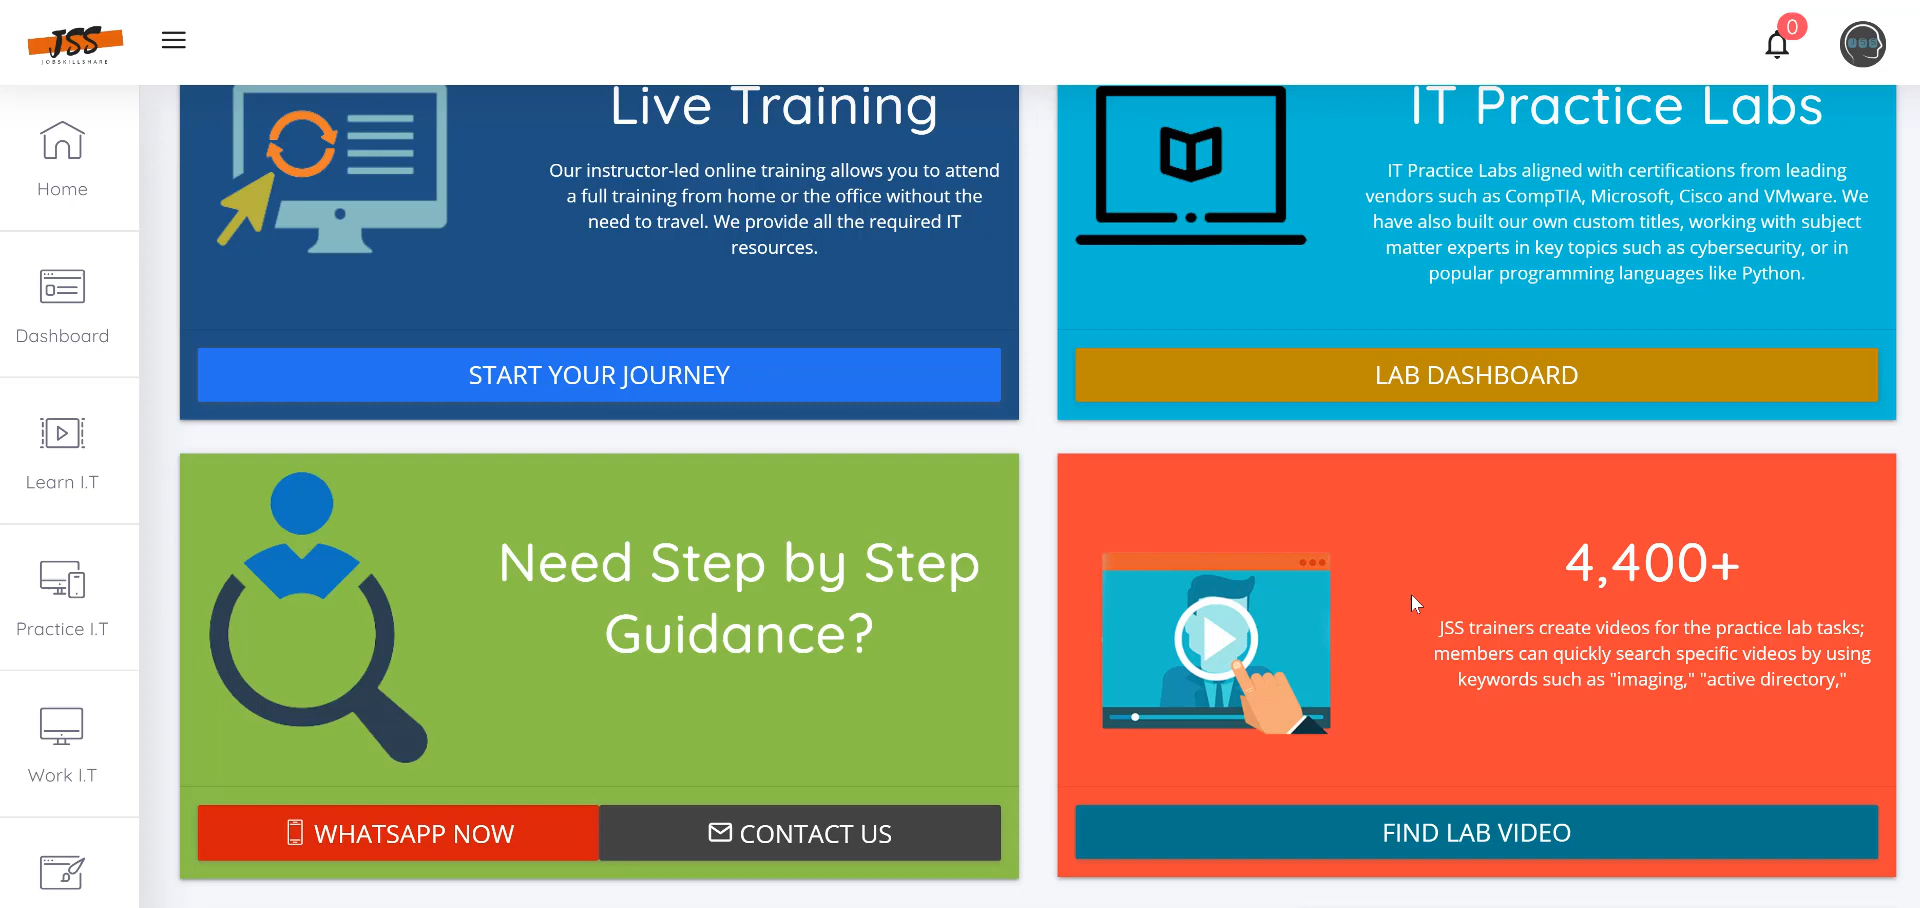 JSS
JOBSKILLSHARE
0
JSS
Home
Dashboard
Learn I.T
Practice I.T
Work I.T
Live Training
Our instructor-led online training allows you to attend
a full training from home or the office without the
need to travel. We provide all the required IT
resources.
START YOUR JOURNEY
IT Practice Labs
IT Practice Labs aligned with certifications from leading
vendors such as CompTIA, Microsoft, Cisco and VMware. We
have also built our own custom titles, working with subject
matter experts in key topics such as cybersecurity, or in
popular programming languages like Python.
LAB DASHBOARD
Need Step by Step
Guidance?
WHATSAPP NOW
CONTACT US
4,400+
JSS trainers create videos for the practice lab tasks;
members can quickly search specific videos by using
keywords such as "imaging," "active directory,"
FIND LAB VIDEO